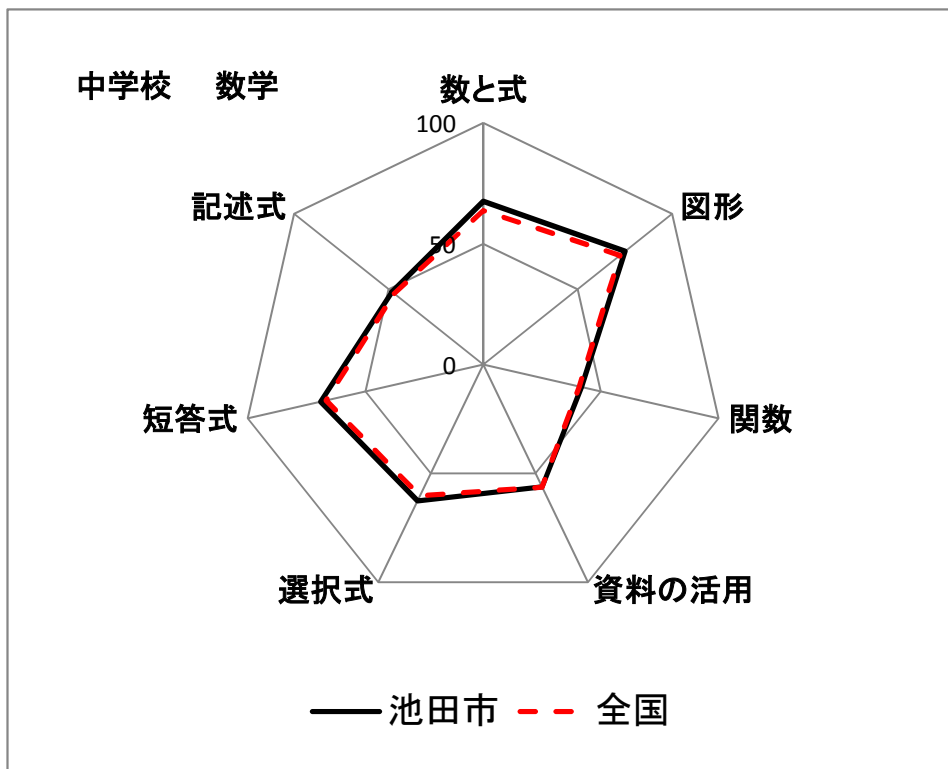 中学校 数学
数と式
100
記述式
図形
50
0
短答式
関数
選択式
資料の活用
池田市 全国